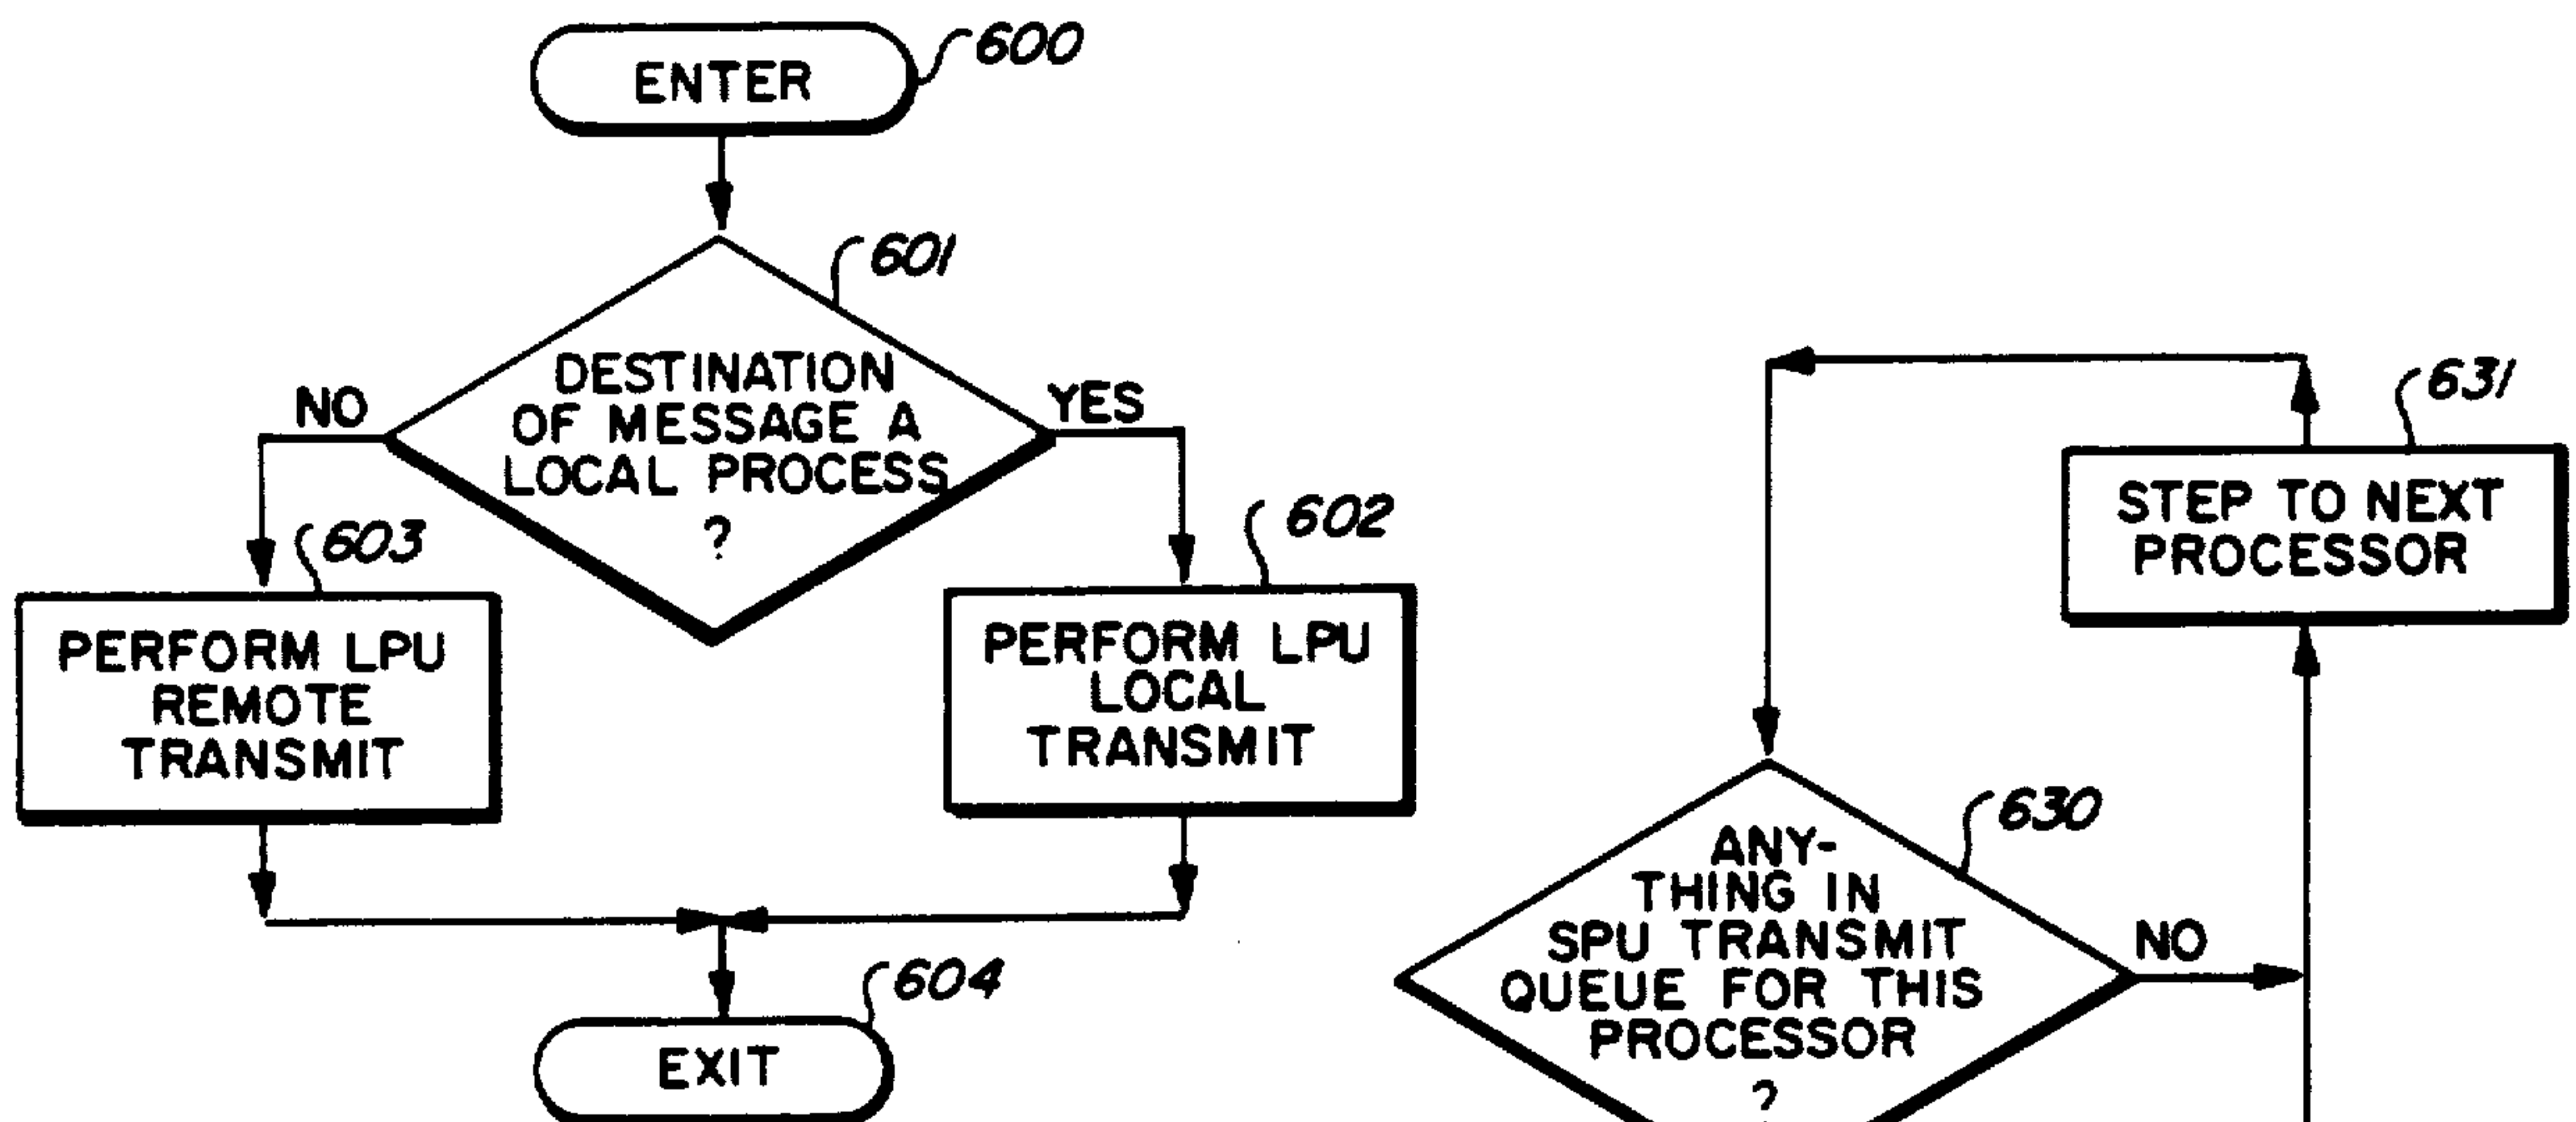 ENTER
600
601
DESTINATION
OF MESSAGE A
LOCAL PROCESS
?
NO
YES
603
PERFORM LPU
REMOTE
TRANSMIT
602
PERFORM LPU
LOCAL
TRANSMIT
604
EXIT
631
STEP TO NEXT
PROCESSOR
630
ANY-
THING IN
SPU TRANSMIT
QUEUE FOR THIS
PROCESSOR
?
NO